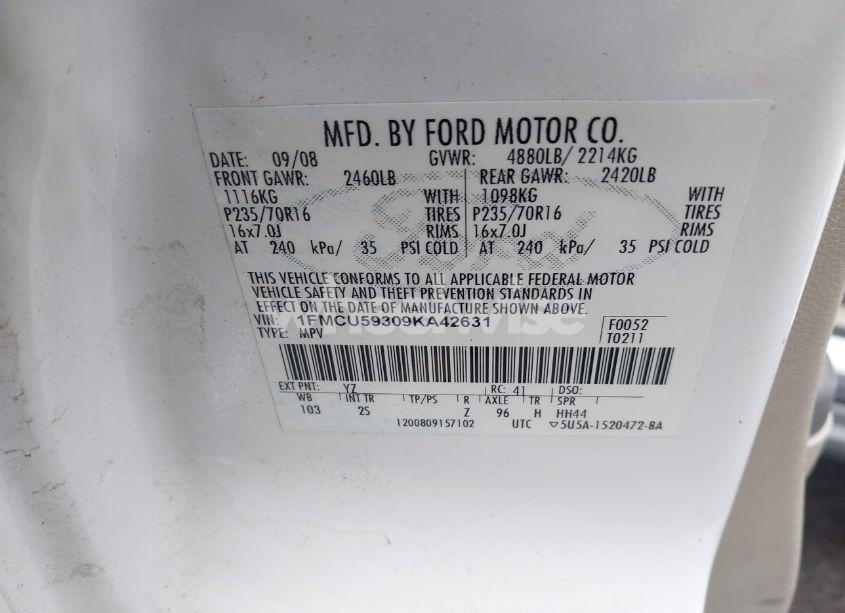 MFD. BY FORD MOTOR CO.
DATE: 09/08 GVWR: 4880LB/ 2214KG
FRONT GAWR: 2460LB REAR GAWR: 2420LB
1116KG WITH 1098KG WITH
P235/70R16 TIRES P235/70R16 TIRES
16x7.0J RIMS 16x7.0J RIMS
AT 240 kPa/ 35 PSI COLD AT 240 kPa/ 35 PSI COLD
THIS VEHICLE CONFORMS TO ALL APPLICABLE FEDERAL MOTOR
VEHICLE SAFETY AND THEFT PREVENTION STANDARDS IN
EFFECT ON THE DATE OF MANUFACTURE SHOWN ABOVE.
VIN: 1FMCU59309KA42631 F0052
TYPE: MPV T0211
EXT PNT: YZ RC: 41 DSO:
WB INT TR TP/PS R AXLE TR SPR
103 2S Z 96 H HH44
1200809157102 UTC ▽5U5A-1520472-BA